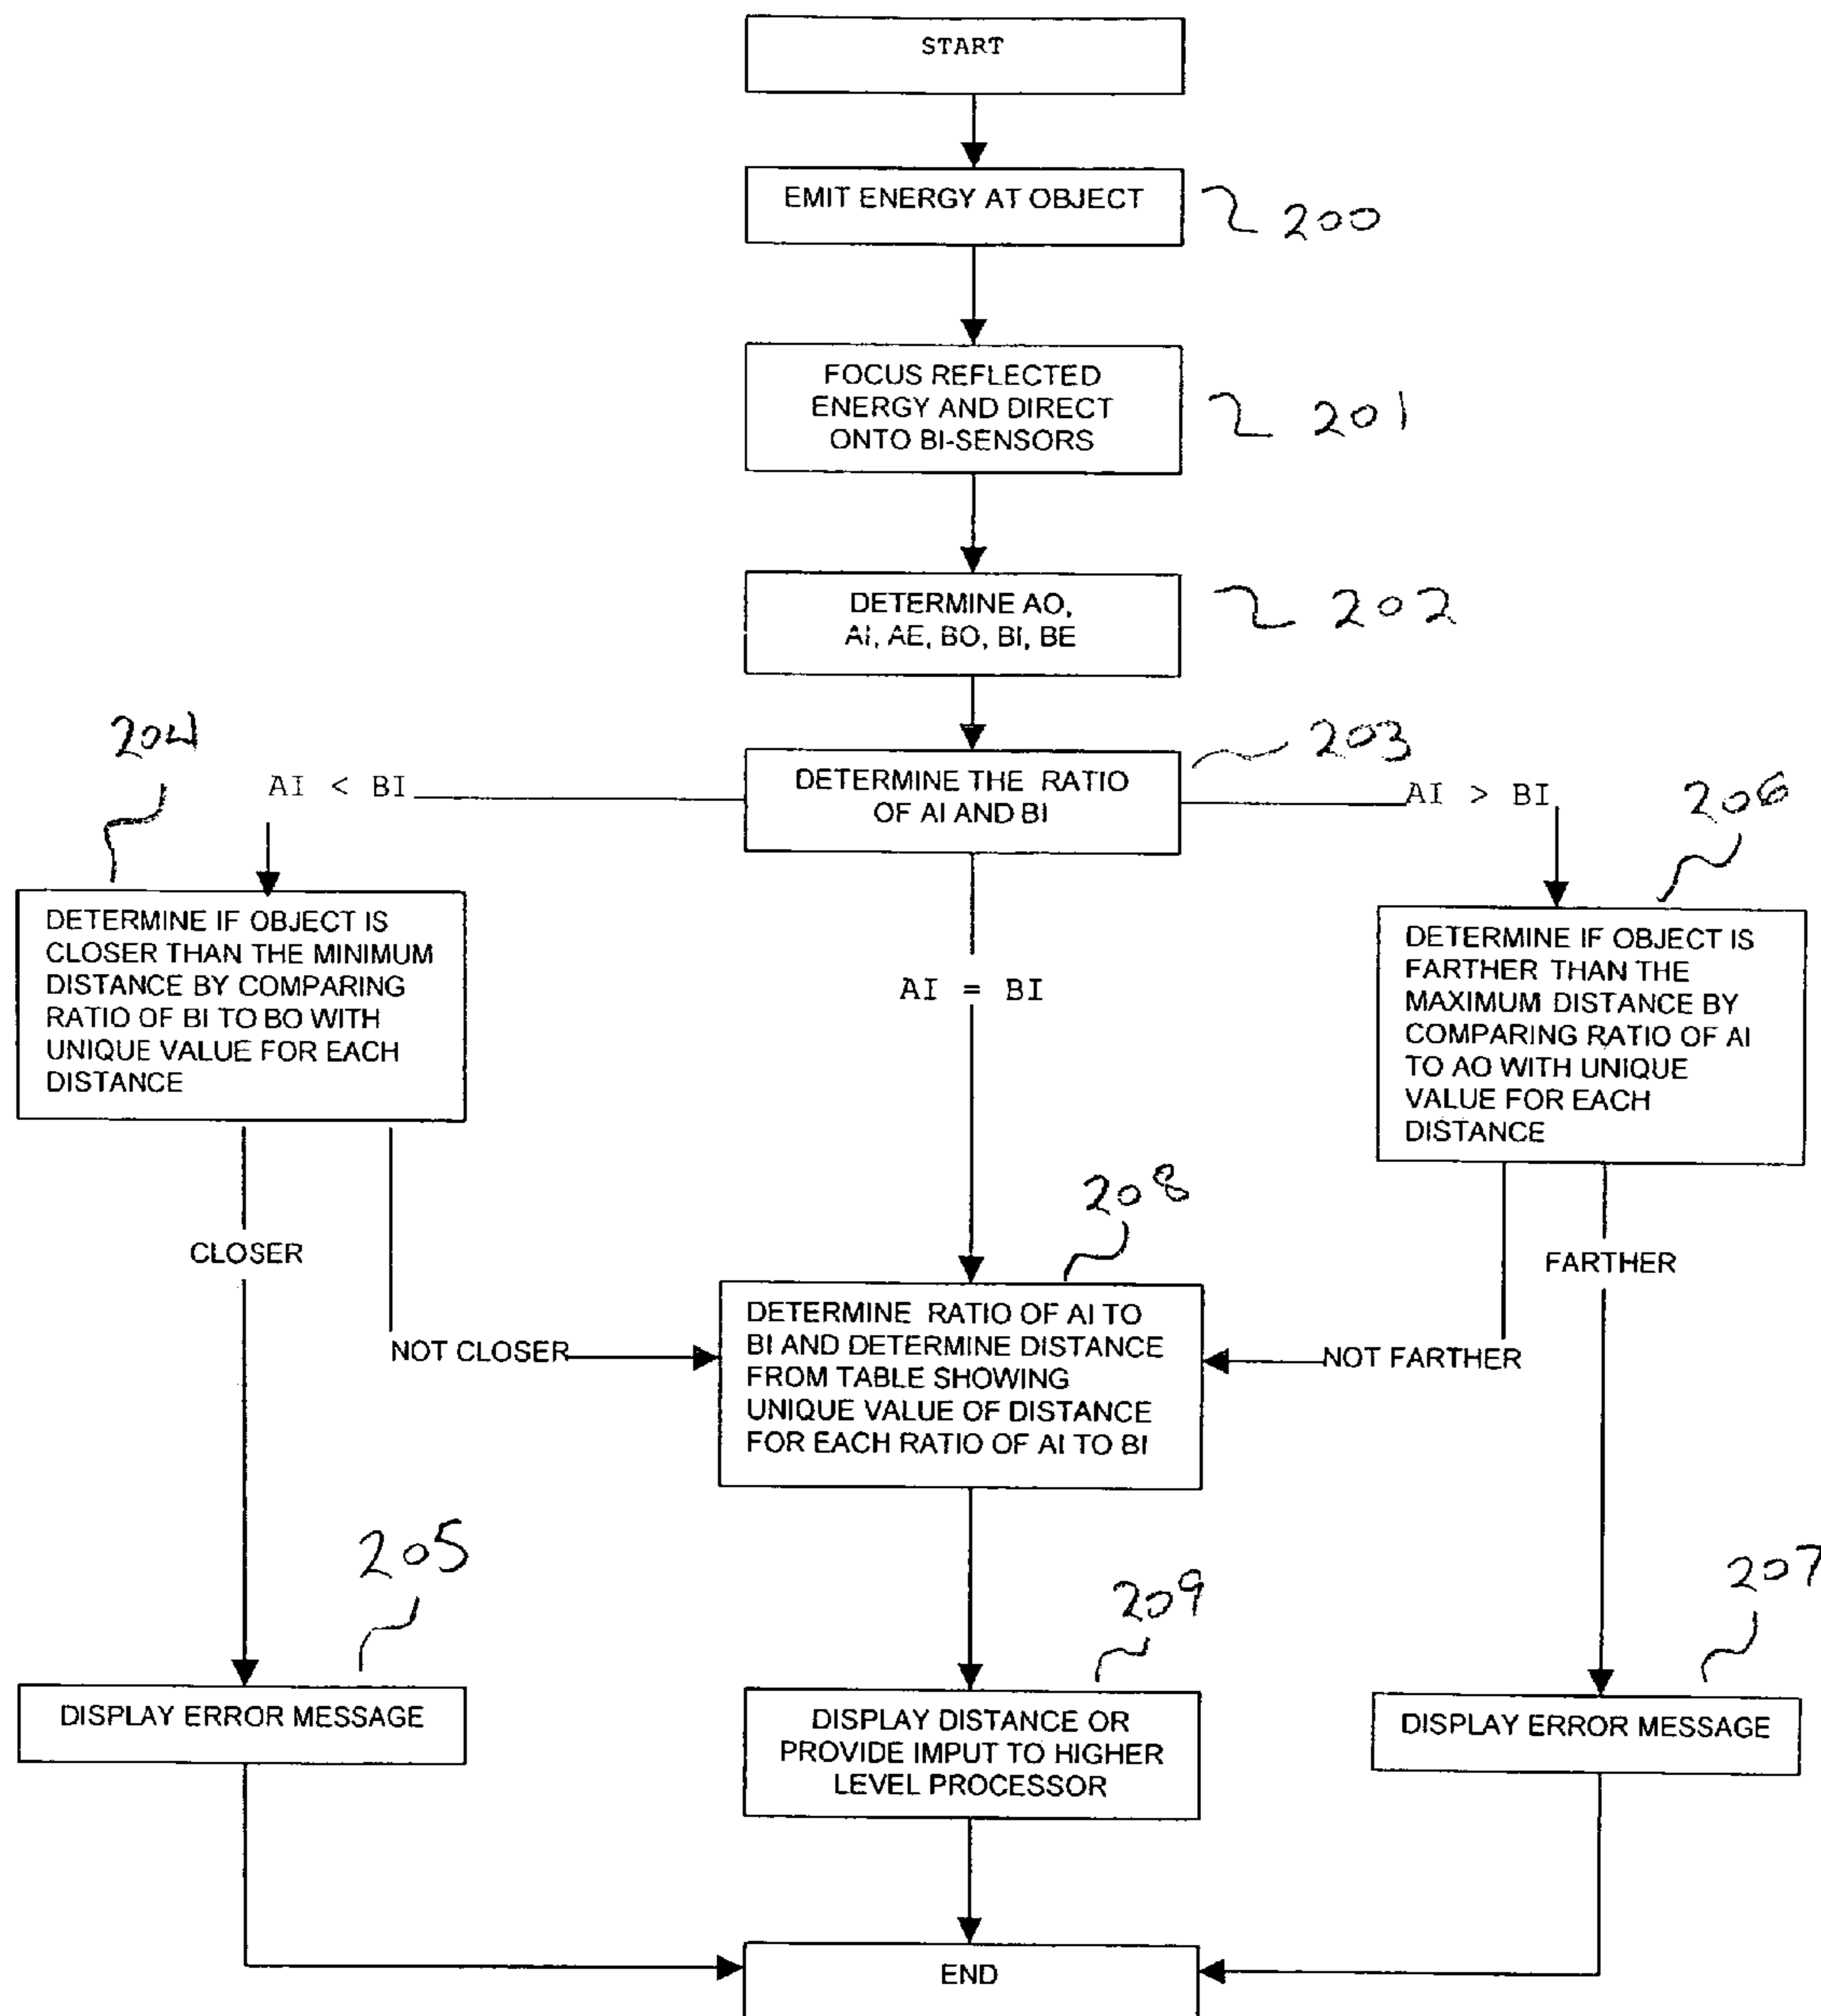 START
EMIT ENERGY AT OBJECT
200
FOCUS REFLECTED
ENERGY AND DIRECT
ONTO BI-SENSORS
201
DETERMINE AO,
AI, AE, BO, BI, BE
202
203
DETERMINE THE RATIO
OF AI AND BI
204
AI < BI
AI > BI
206
DETERMINE IF OBJECT IS
CLOSER THAN THE MINIMUM
DISTANCE BY COMPARING
RATIO OF BI TO BO WITH
UNIQUE VALUE FOR EACH
DISTANCE
AI = BI
DETERMINE IF OBJECT IS
FARTHER THAN THE
MAXIMUM DISTANCE BY
COMPARING RATIO OF AI
TO AO WITH UNIQUE
VALUE FOR EACH
DISTANCE
208
CLOSER
FARTHER
NOT CLOSER
DETERMINE RATIO OF AI TO
BI AND DETERMINE DISTANCE
FROM TABLE SHOWING
UNIQUE VALUE OF DISTANCE
FOR EACH RATIO OF AI TO BI
NOT FARTHER
205
209
207
DISPLAY ERROR MESSAGE
DISPLAY DISTANCE OR
PROVIDE IMPUT TO HIGHER
LEVEL PROCESSOR
DISPLAY ERROR MESSAGE
END